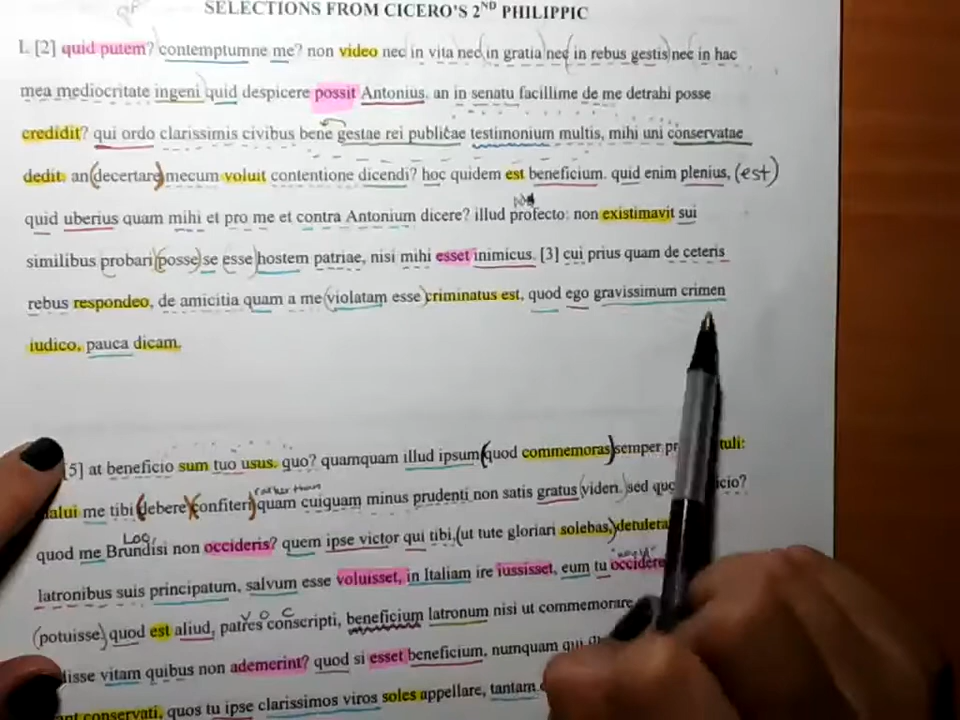 SELECTIONS FROM CICERO'S 2ND PHILIPPIC
I. [2] quid putem? contemptumne me? non video nec in vita nec in gratia nec in rebus gestis nec in hac
mea mediocritate ingeni quid despicere possit Antonius. an in senatu facillime de me detrahi posse
credidit? qui ordo clarissimis civibus bene gestae rei publicae testimonium multis, mihi uni conservatae
dedit. an (decertare) mecum voluit contentione dicendi? hoc quidem est beneficium. quid enim plenius, (est)
quid uberius quam mihi et pro me et contra Antonium dicere? illud profecto: non existimavit sui
similibus probari (posse) se esse) hostem patriae, nisi mihi esset inimicus. [3] cui prius quam de ceteris
rebus respondeo, de amicitia quam a me (violatam esse) criminatus est, quod ego gravissimum crimen
iudico, pauca dicam.
[5] at beneficio sum tuo usus. quo? quamquam illud ipsum (quod commemoras) semper tuli:
rather than
me tibi (debere) (confiteri) quam cuiquam minus prudenti non satis gratus (videri.) sed
Loc
quod me Brundisi non occideris? quem ipse victor qui tibi, (ut tute gloriari solebas,)
latronibus suis principatum, salvum esse voluisset, in Italiam ire iussisset, eum tu
V O C
(potuisse) quod est aliud, patres conscripti, beneficium latronum nisi ut commemorare
vitam quibus non ademerint? quod si esset beneficium, numquam qui
conservati, quos tu ipse clarissimos viros soles appellare, tantam